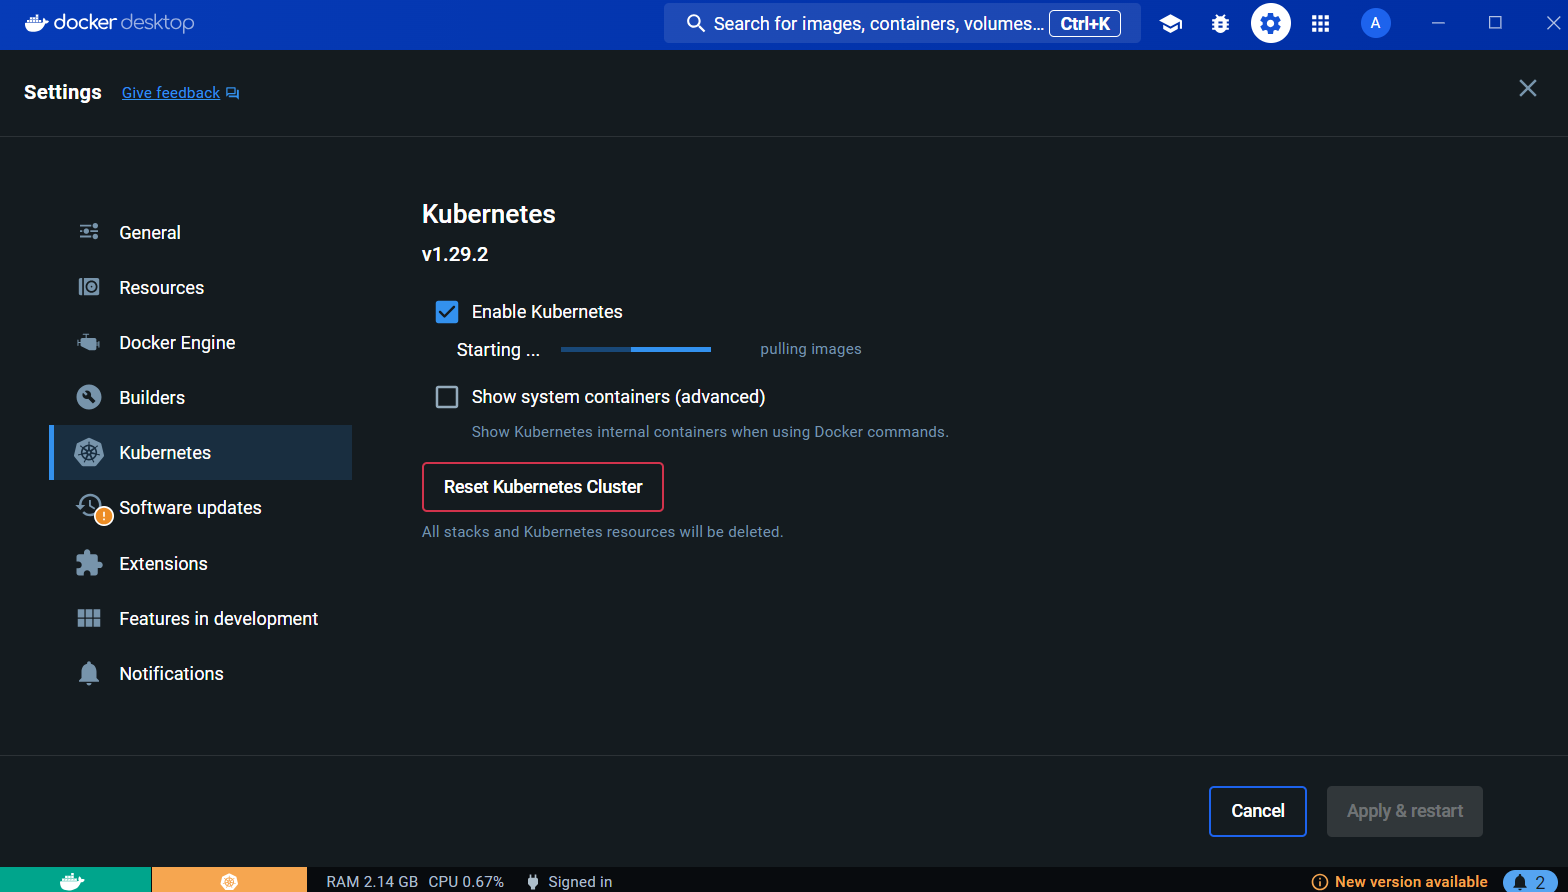 docker desktop
Search for images, containers, volumes... Ctrl+K
A
Settings Give feedback
General
Resources
Docker Engine
Builders
Kubernetes
Software updates
Extensions
Features in development
Notifications
Kubernetes
v1.29.2
Enable Kubernetes
Starting ... pulling images
Show system containers (advanced)
Show Kubernetes internal containers when using Docker commands.
Reset Kubernetes Cluster
All stacks and Kubernetes resources will be deleted.
Cancel Apply & restart
RAM 2.14 GB CPU 0.67% Signed in New version available 2